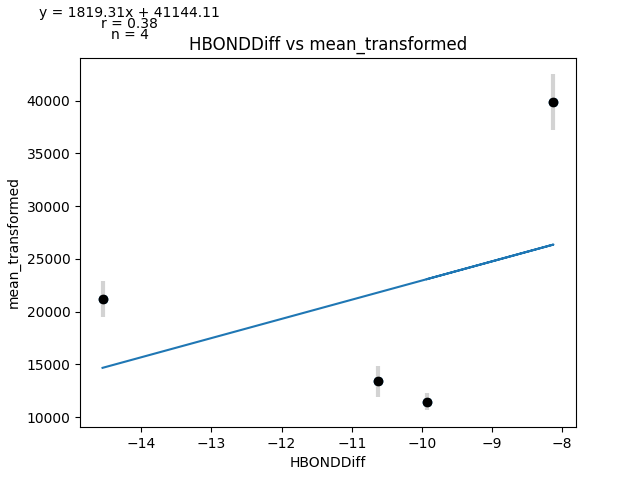 y = 1819.31x + 41144.11
r = 0.38
n = 4
HBONDDiff vs mean_transformed
mean_transformed
40000
35000
30000
25000
20000
15000
10000
−14
−13
−12
−11
−10
−9
−8
HBONDDiff